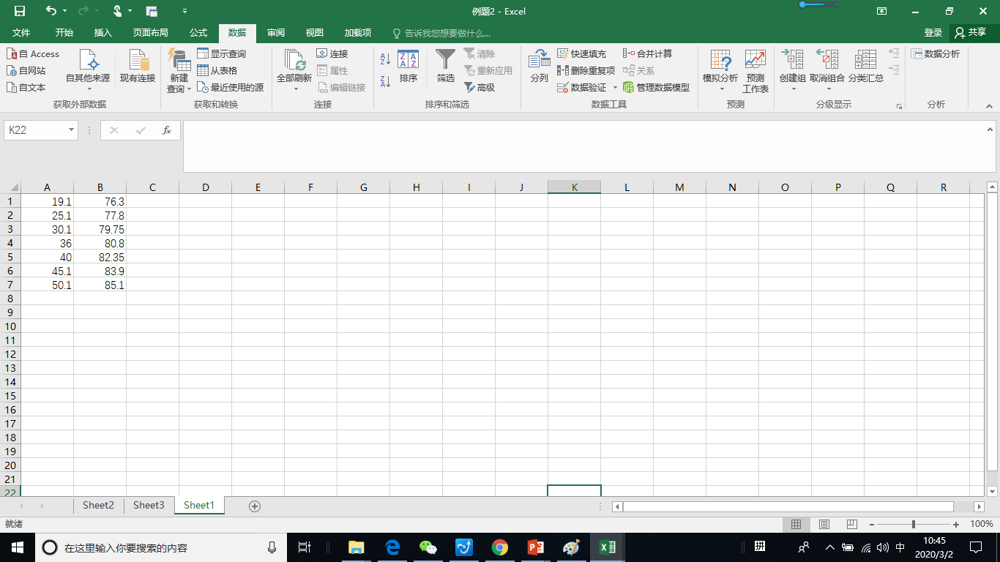 例题2 - Excel
文件 开始 插入 页面布局 公式 数据 审阅 视图 加载项 告诉我您想要做什么... 登录 共享
自 Access
自网站
自文本
自其他来源
现有连接
获取外部数据
新建
查询
显示查询
从表格
最近使用的源
获取和转换
全部刷新
连接
属性
编辑链接
连接
排序
筛选
清除
重新应用
高级
排序和筛选
分列
快速填充
删除重复项
数据验证
合并计算
关系
管理数据模型
数据工具
模拟分析
预测
工作表
预测
创建组
取消组合
分类汇总
分级显示
数据分析
分析
K22
fx
A B C D E F G H I J K L M N O P Q R
1 19.1 76.3
2 25.1 77.8
3 30.1 79.75
4 36 80.8
5 40 82.35
6 45.1 83.9
7 50.1 85.1
8
9
10
11
12
13
14
15
16
17
18
19
20
21
22
Sheet2 Sheet3 Sheet1
就绪
100%
在这里输入你要搜索的内容
中
10:45
2020/3/2